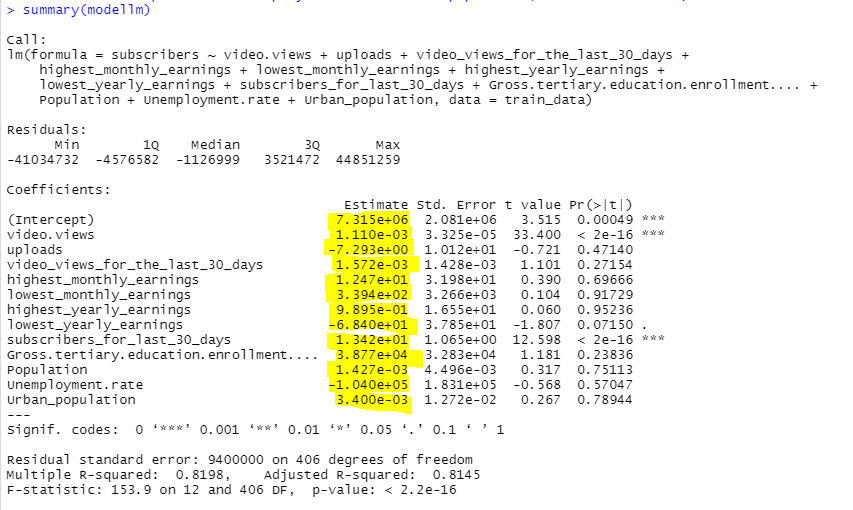 > summary(modellm)
Call:
lm(formula = subscribers ~ video.views + uploads + video_views_for_the_last_30_days +
    highest_monthly_earnings + lowest_monthly_earnings + highest_yearly_earnings +
    lowest_yearly_earnings + subscribers_for_last_30_days + Gross.tertiary.education.enrollment.... +
    Population + Unemployment.rate + Urban_population, data = train_data)
Residuals:
      Min        1Q    Median        3Q       Max
-41034732  -4576582  -1126999   3521472  44851259
Coefficients:
                                          Estimate Std. Error t value Pr(>|t|)
(Intercept)                              7.315e+06  2.081e+06   3.515  0.00049 ***
video.views                              1.110e-03  3.325e-05  33.400  < 2e-16 ***
uploads                                 -7.293e+00  1.012e+01  -0.721  0.47140
video_views_for_the_last_30_days         1.572e-03  1.428e-03   1.101  0.27154
highest_monthly_earnings                 1.247e+01  3.198e+01   0.390  0.69666
lowest_monthly_earnings                  3.394e+02  3.266e+03   0.104  0.91729
highest_yearly_earnings                  9.895e-01  1.655e+01   0.060  0.95236
lowest_yearly_earnings                  -6.840e+01  3.785e+01  -1.807  0.07150 .
subscribers_for_last_30_days             1.342e+01  1.065e+00  12.598  < 2e-16 ***
Gross.tertiary.education.enrollment....  3.877e+04  3.283e+04   1.181  0.23836
Population                               1.427e-03  4.496e-03   0.317  0.75113
Unemployment.rate                       -1.040e+05  1.831e+05  -0.568  0.57047
Urban_population                         3.400e-03  1.272e-02   0.267  0.78944
---
Signif. codes:  0 ‘***’ 0.001 ‘**’ 0.01 ‘*’ 0.05 ‘.’ 0.1 ‘ ’ 1
Residual standard error: 9400000 on 406 degrees of freedom
Multiple R-squared:  0.8198,    Adjusted R-squared:  0.8145
F-statistic: 153.9 on 12 and 406 DF,  p-value: < 2.2e-16